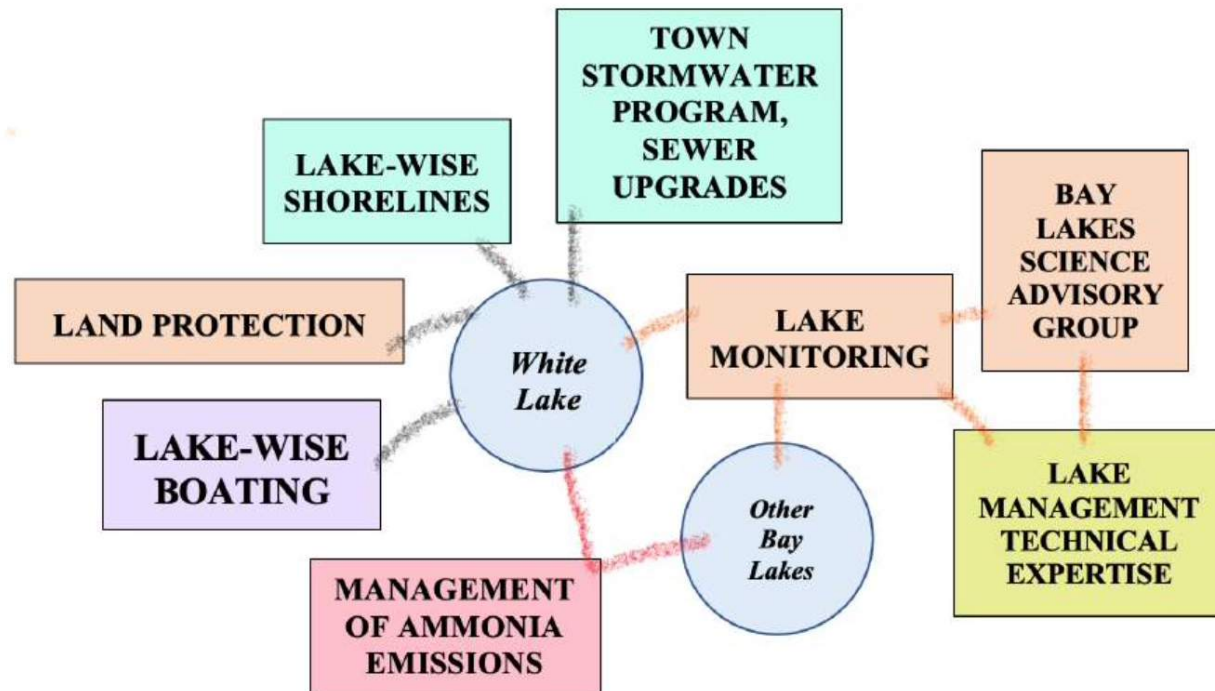 TOWN
STORMWATER
PROGRAM,
SEWER
UPGRADES
LAKE-WISE
SHORELINES
BAY
LAKES
SCIENCE
ADVISORY
GROUP
LAND PROTECTION
LAKE
MONITORING
White
Lake
LAKE-WISE
BOATING
Other
Bay
Lakes
LAKE
MANAGEMENT
TECHNICAL
EXPERTISE
MANAGEMENT
OF AMMONIA
EMISSIONS